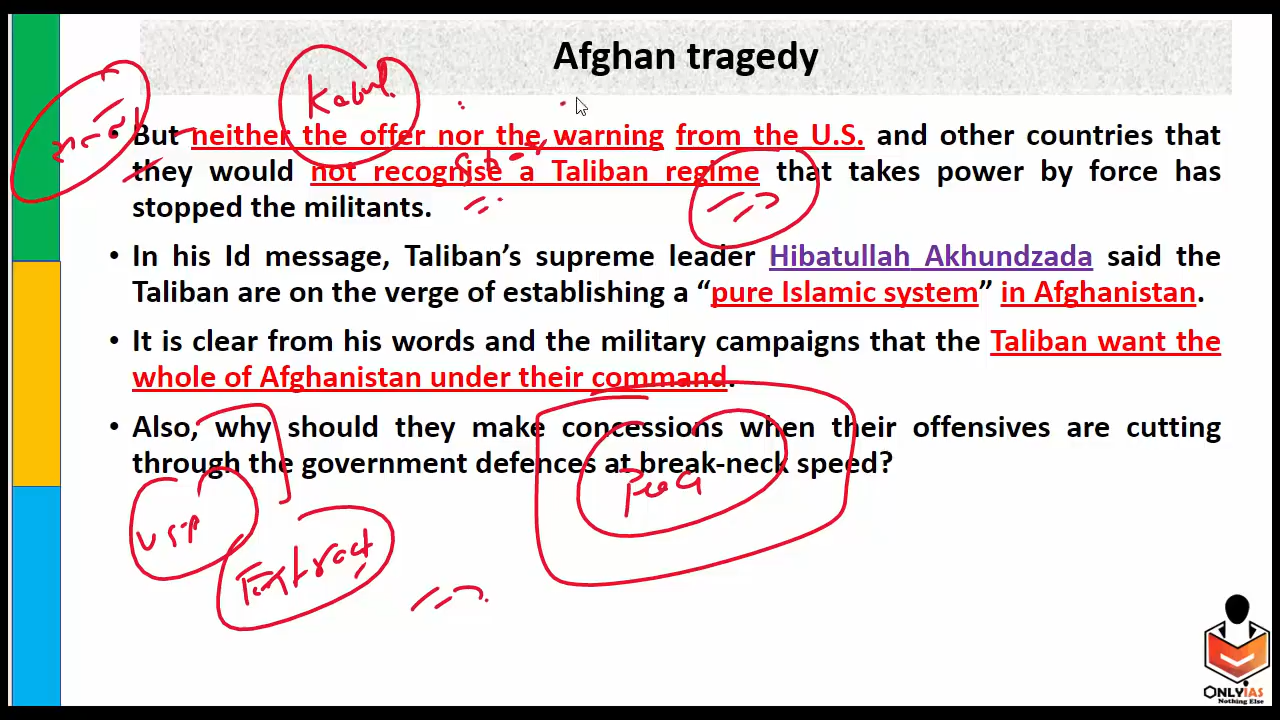 Afghan tragedy
Kabul
• But neither the offer nor the warning from the U.S. and other countries that
they would not recognise a Taliban regime that takes power by force has
stopped the militants.
• In his Id message, Taliban’s supreme leader Hibatullah Akhundzada said the
Taliban are on the verge of establishing a “pure Islamic system” in Afghanistan.
• It is clear from his words and the military campaigns that the Taliban want the
whole of Afghanistan under their command.
• Also, why should they make concessions when their offensives are cutting
through the government defences at break-neck speed?
Extract
ONLYIAS
Nothing Else